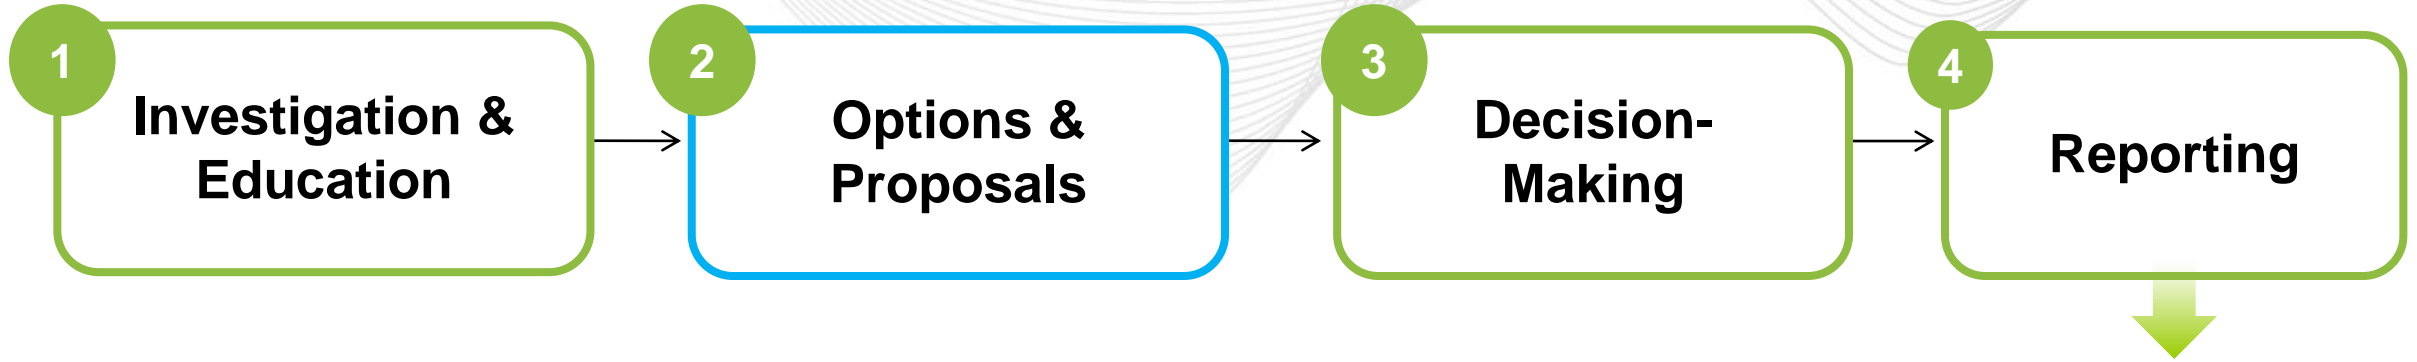 1
Investigation &
Education
2
Options &
Proposals
3
Decision-
Making
4
Reporting